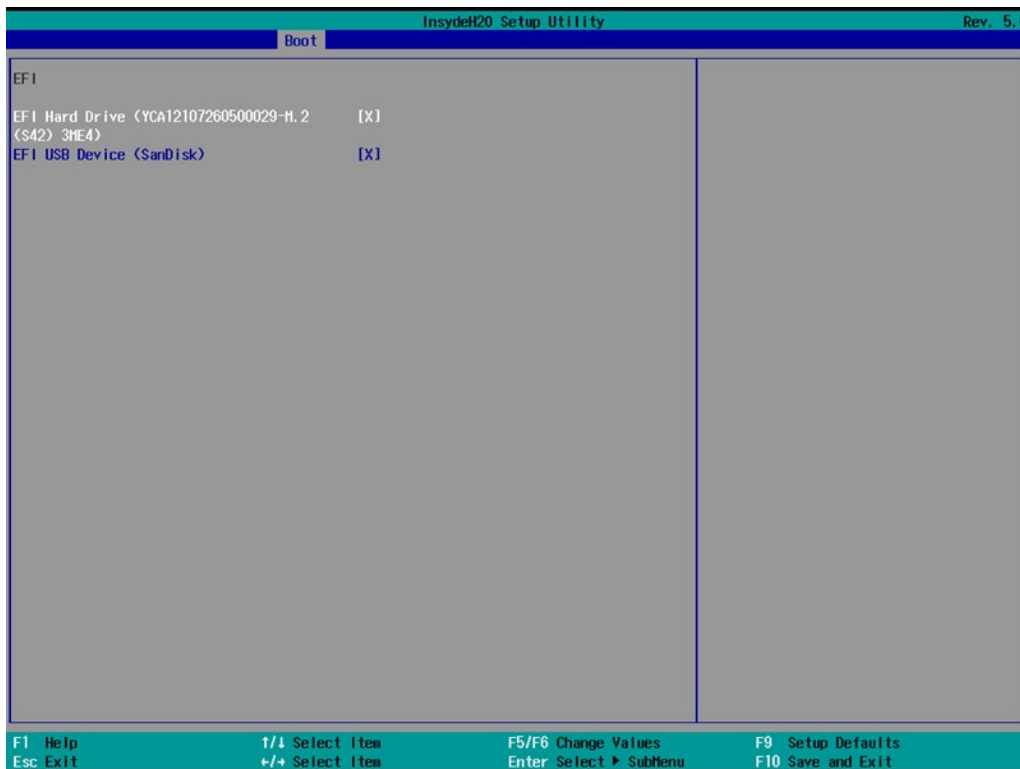 InsydeH2O Setup Utility Rev. 5.
Boot
EFI
EFI Hard Drive (YCA12107260500029-M.2 [X]
(S42) 3ME4)
EFI USB Device (SanDisk) [X]
F1 Help ↑/↓ Select Item F5/F6 Change Values F9 Setup Defaults
Esc Exit ←/→ Select Item Enter Select ▶ SubMenu F10 Save and Exit